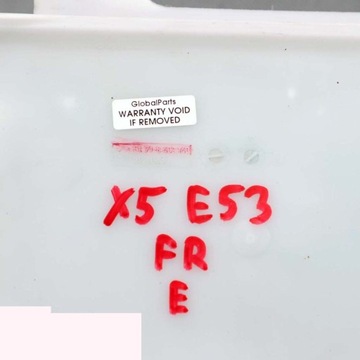 GlobalParts
WARRANTY VOID
IF REMOVED
X5 E53
FR
E